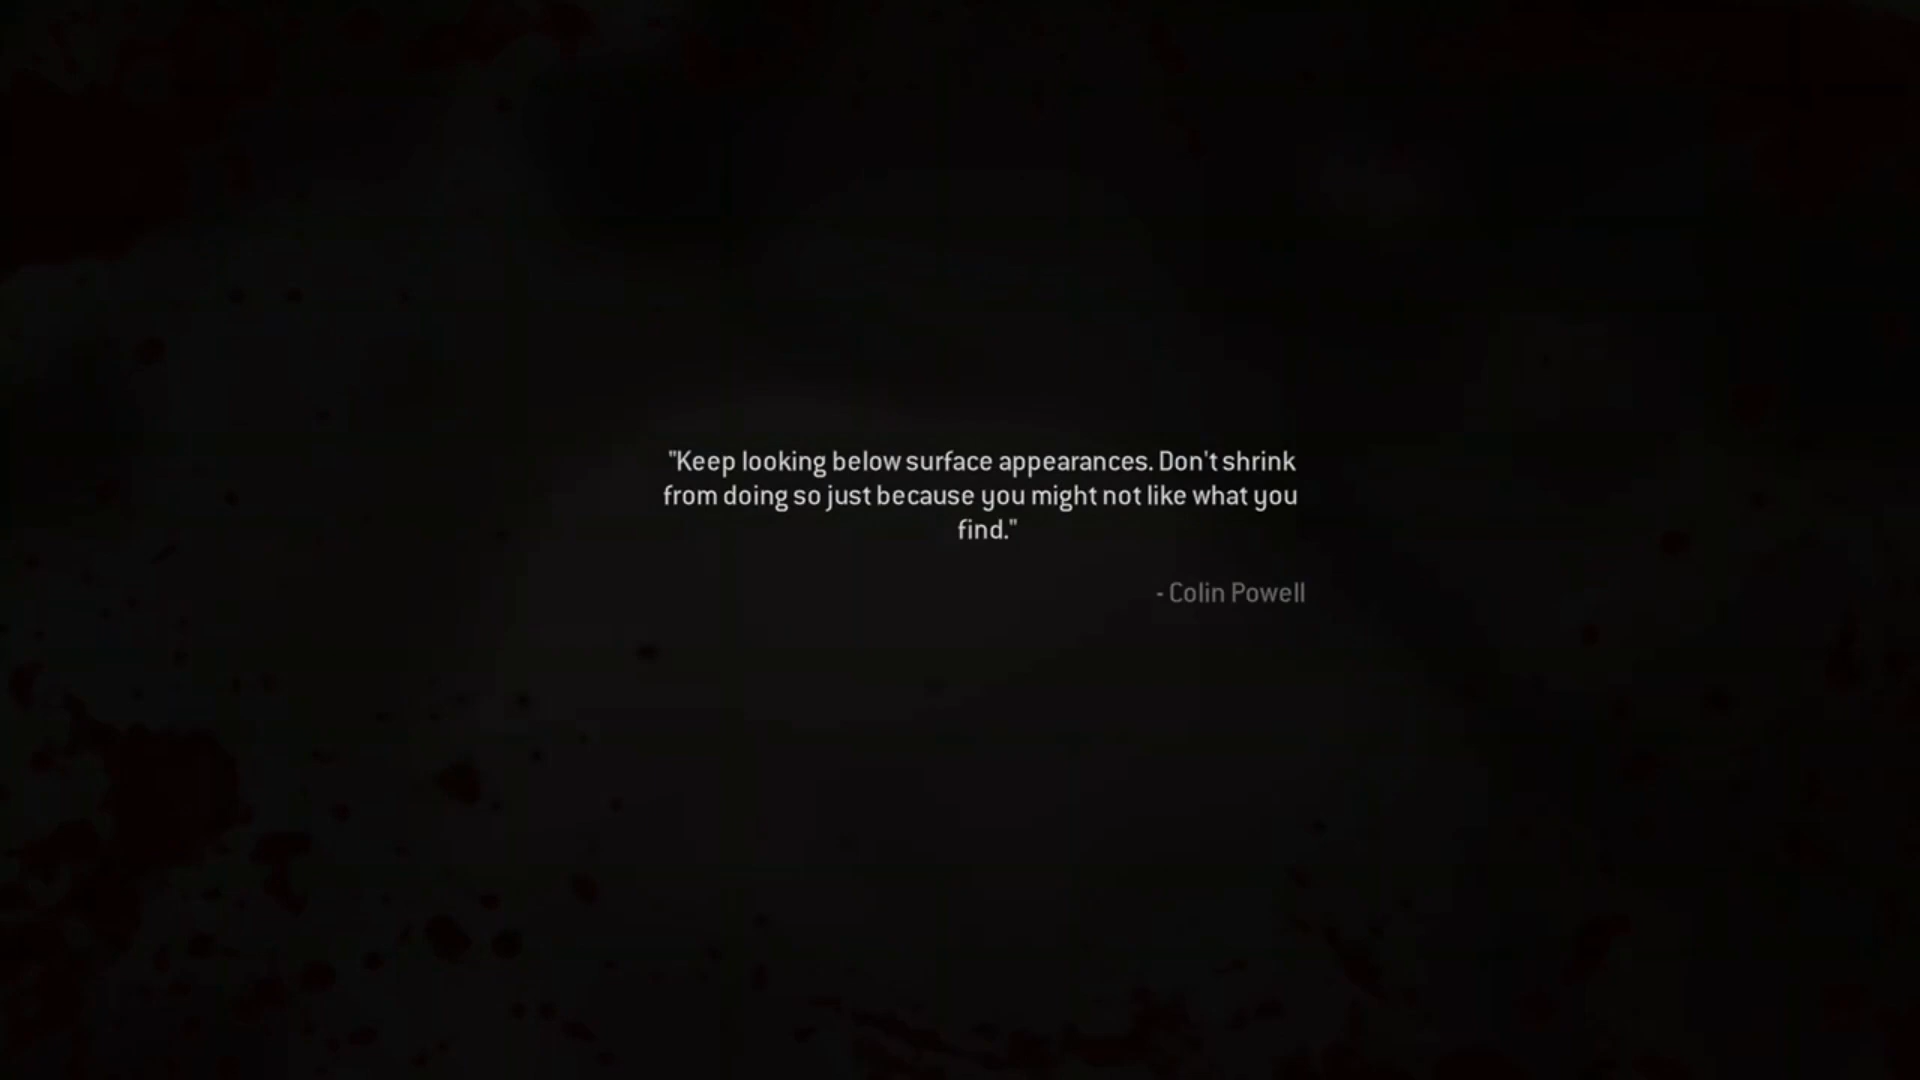 "Keep looking below surface appearances. Don't shrink
from doing so just because you might not like what you
find."
- Colin Powell